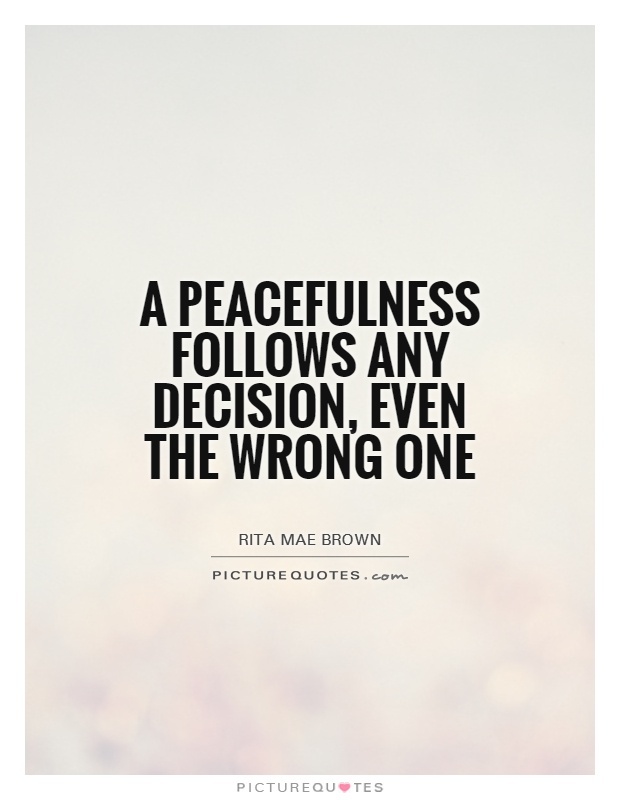 A PEACEFULNESS
FOLLOWS ANY
DECISION, EVEN
THE WRONG ONE
RITA MAE BROWN
PICTUREQUOTES.com
PICTUREQUOTES